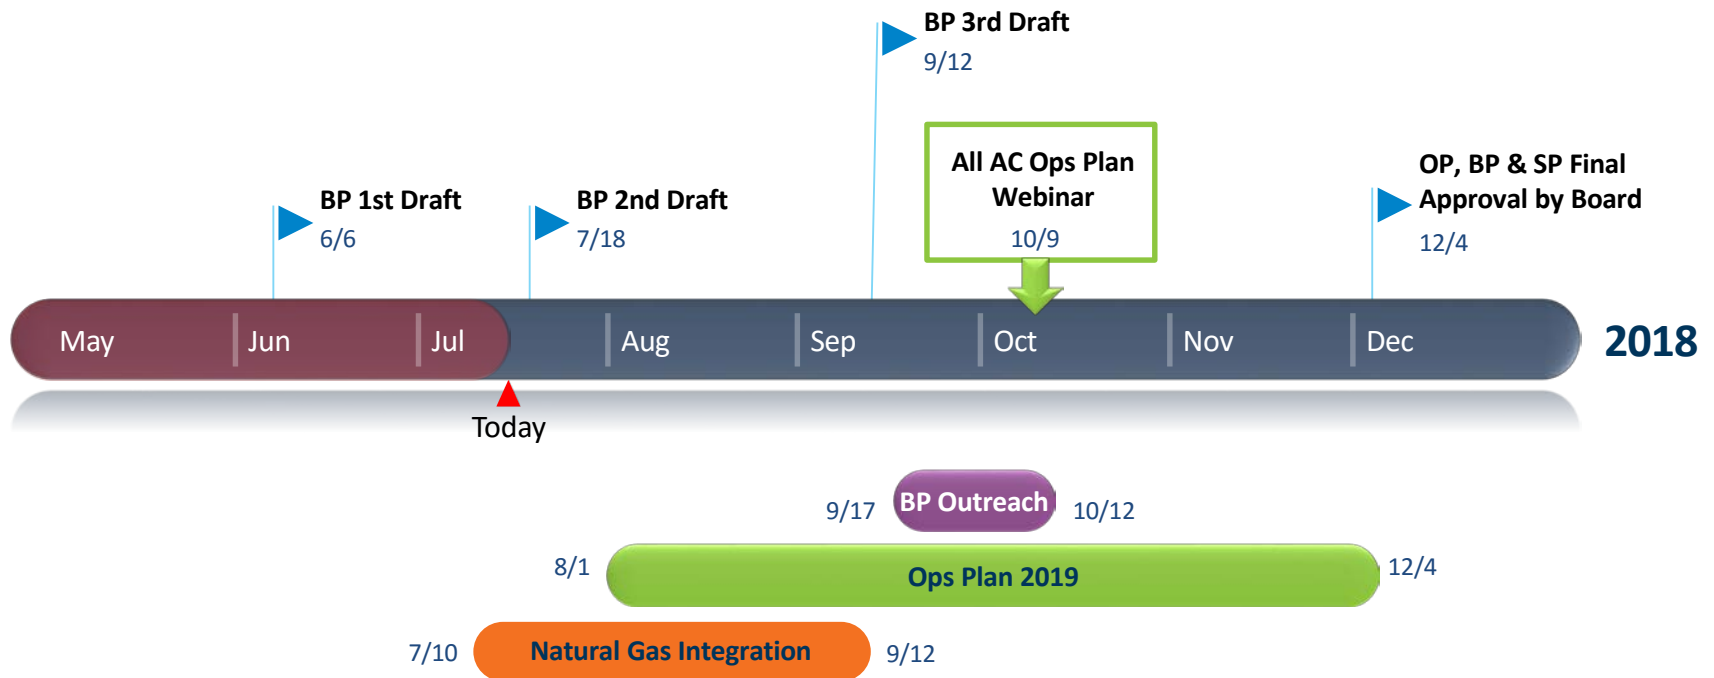 BP 3rd Draft
9/12
All AC Ops Plan
Webinar
10/9
OP, BP & SP Final
Approval by Board
12/4
BP 1st Draft
6/6
BP 2nd Draft
7/18
May Jun Jul Aug Sep Oct Nov Dec 2018
Today
9/17 BP Outreach 10/12
8/1 Ops Plan 2019 12/4
7/10 Natural Gas Integration 9/12